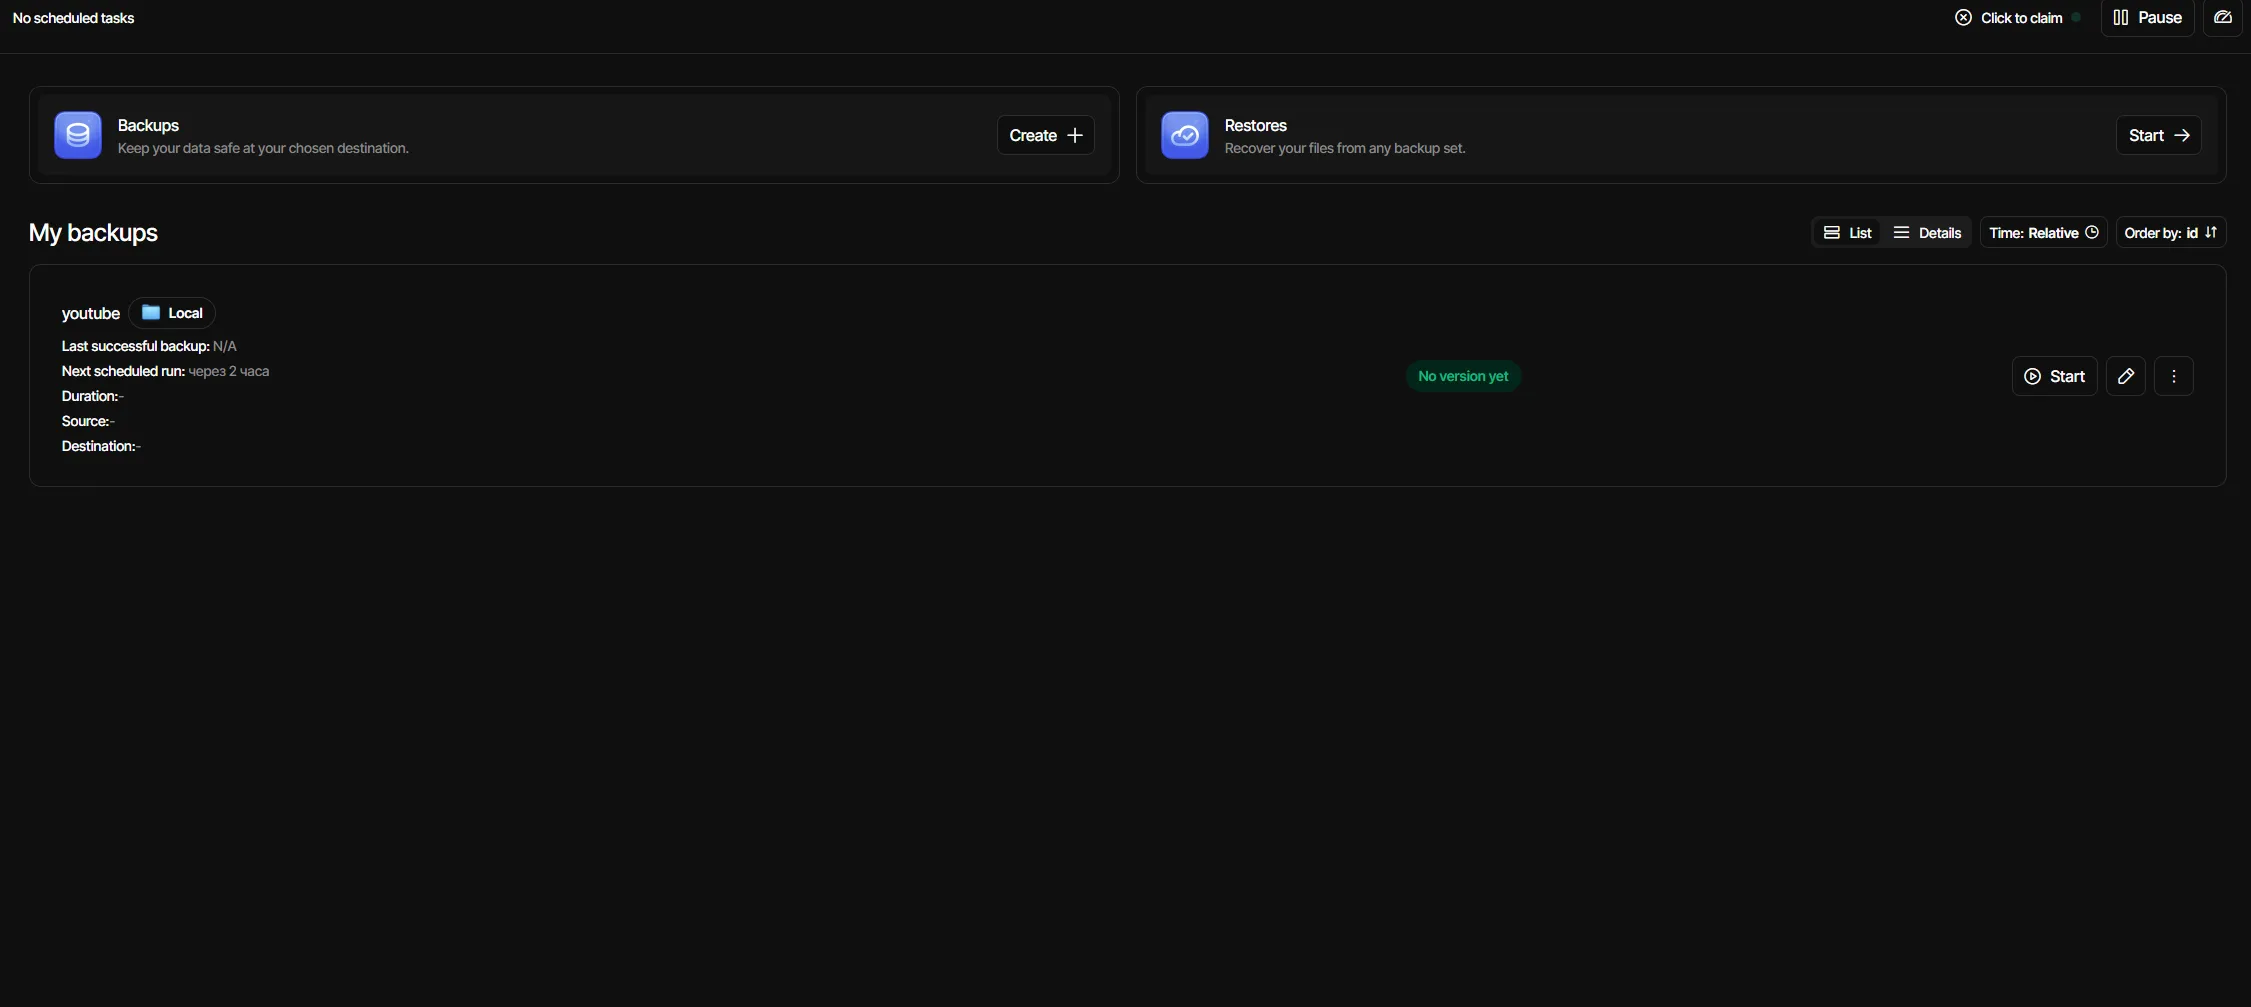 No scheduled tasks
Click to claim
Pause
Backups
Keep your data safe at your chosen destination.
Create
Restores
Recover your files from any backup set.
Start
My backups
List
Details
Time: Relative
Order by: id
youtube
Local
Last successful backup: N/A
Next scheduled run: через 2 часа
Duration:-
Source:-
Destination:-
No version yet
Start